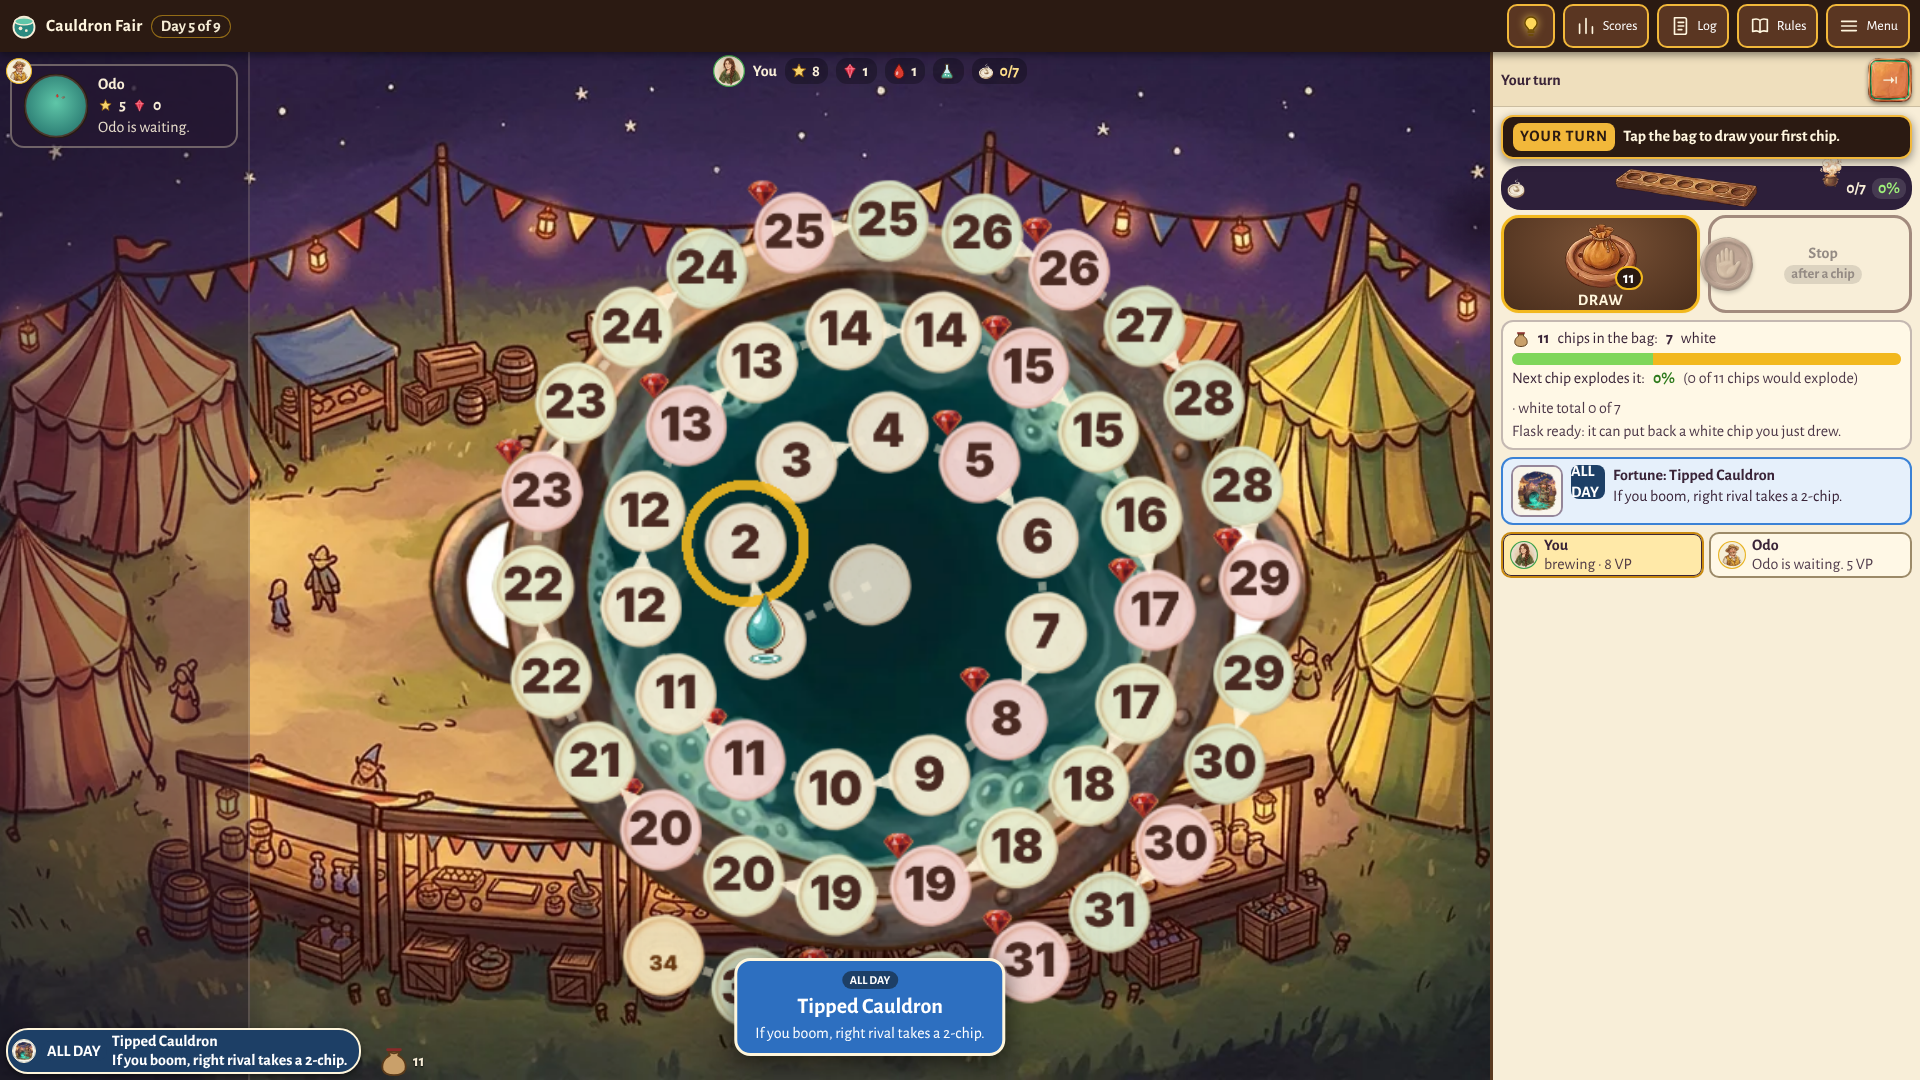 Cauldron Fair
Day 5 of 9
Scores
Log
Rules
Menu
Odo
5 0
Odo is waiting.
You 8 1 1 0/7
25
25
26
26
24
24
23
23
22
22
21
20
20
19
19
18
18
17
17
16
15
15
14
14
13
13
12
12
11
11
10
9
8
7
6
5
4
3
2
27
28
28
29
29
30
30
31
31
34
ALL DAY
Tipped Cauldron
If you boom, right rival takes a 2-chip.
ALL DAY
Tipped Cauldron
If you boom, right rival takes a 2-chip.
11
Your turn
YOUR TURN Tap the bag to draw your first chip.
0/7 0%
11
DRAW
Stop
after a chip
11 chips in the bag: 7 white
Next chip explodes it: 0% (0 of 11 chips would explode)
· white total 0 of 7
Flask ready: it can put back a white chip you just drew.
ALL DAY
Fortune: Tipped Cauldron
If you boom, right rival takes a 2-chip.
You
brewing · 8 VP
Odo
Odo is waiting. 5 VP